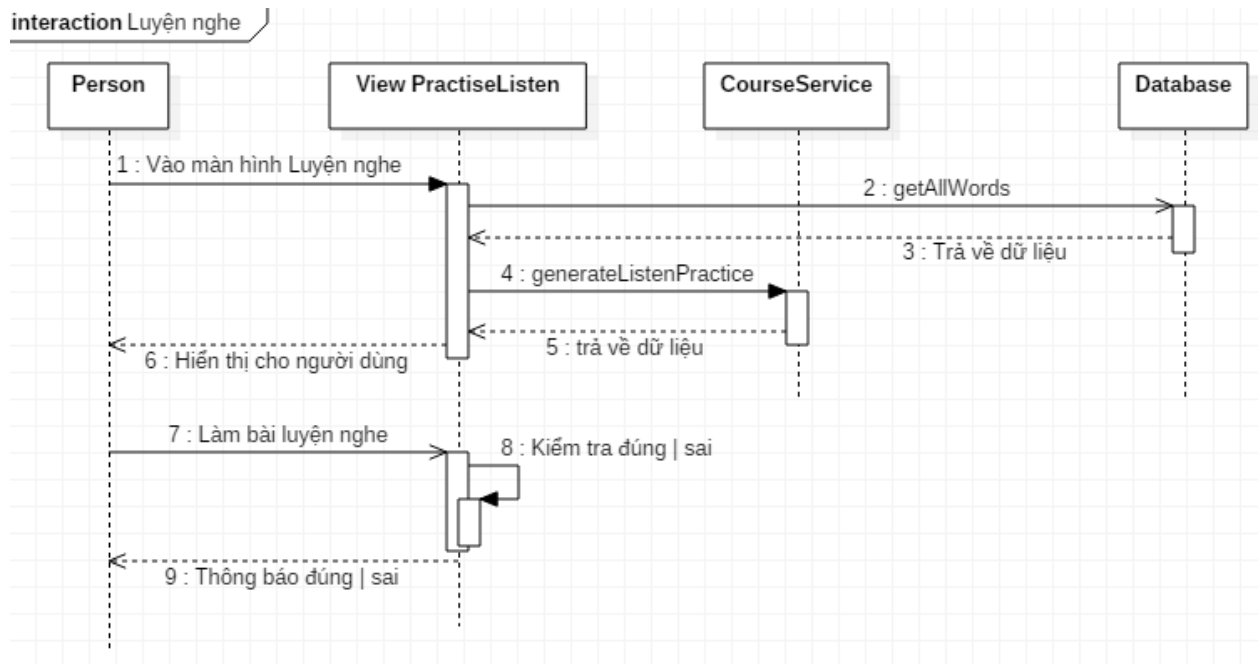 interaction Luyện nghe
Person
View PractiseListen
CourseService
Database
1 : Vào màn hình Luyện nghe
2 : getAllWords
3 : Trả về dữ liệu
4 : generateListenPractice
5 : trả về dữ liệu
6 : Hiển thị cho người dùng
7 : Làm bài luyện nghe
8 : Kiểm tra đúng | sai
9 : Thông báo đúng | sai